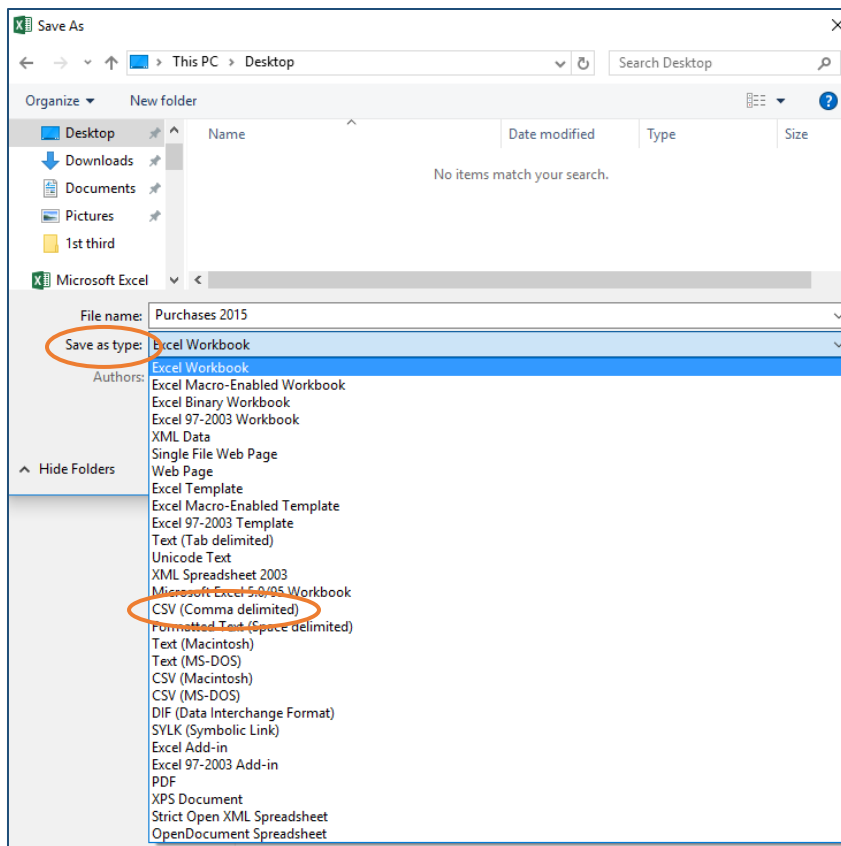 Save As
This PC > Desktop
Search Desktop
Organize
New folder
Name
Date modified
Type
Size
Desktop
Downloads
Documents
Pictures
1st third
Microsoft Excel
No items match your search.
File name: Purchases 2015
Save as type: Excel Workbook
Authors:
Hide Folders
Excel Workbook
Excel Macro-Enabled Workbook
Excel Binary Workbook
Excel 97-2003 Workbook
XML Data
Single File Web Page
Web Page
Excel Template
Excel Macro-Enabled Template
Excel 97-2003 Template
Text (Tab delimited)
Unicode Text
XML Spreadsheet 2003
Microsoft Excel 5.0/95 Workbook
CSV (Comma delimited)
Formatted Text (Space delimited)
Text (Macintosh)
Text (MS-DOS)
CSV (Macintosh)
CSV (MS-DOS)
DIF (Data Interchange Format)
SYLK (Symbolic Link)
Excel Add-in
Excel 97-2003 Add-in
PDF
XPS Document
Strict Open XML Spreadsheet
OpenDocument Spreadsheet